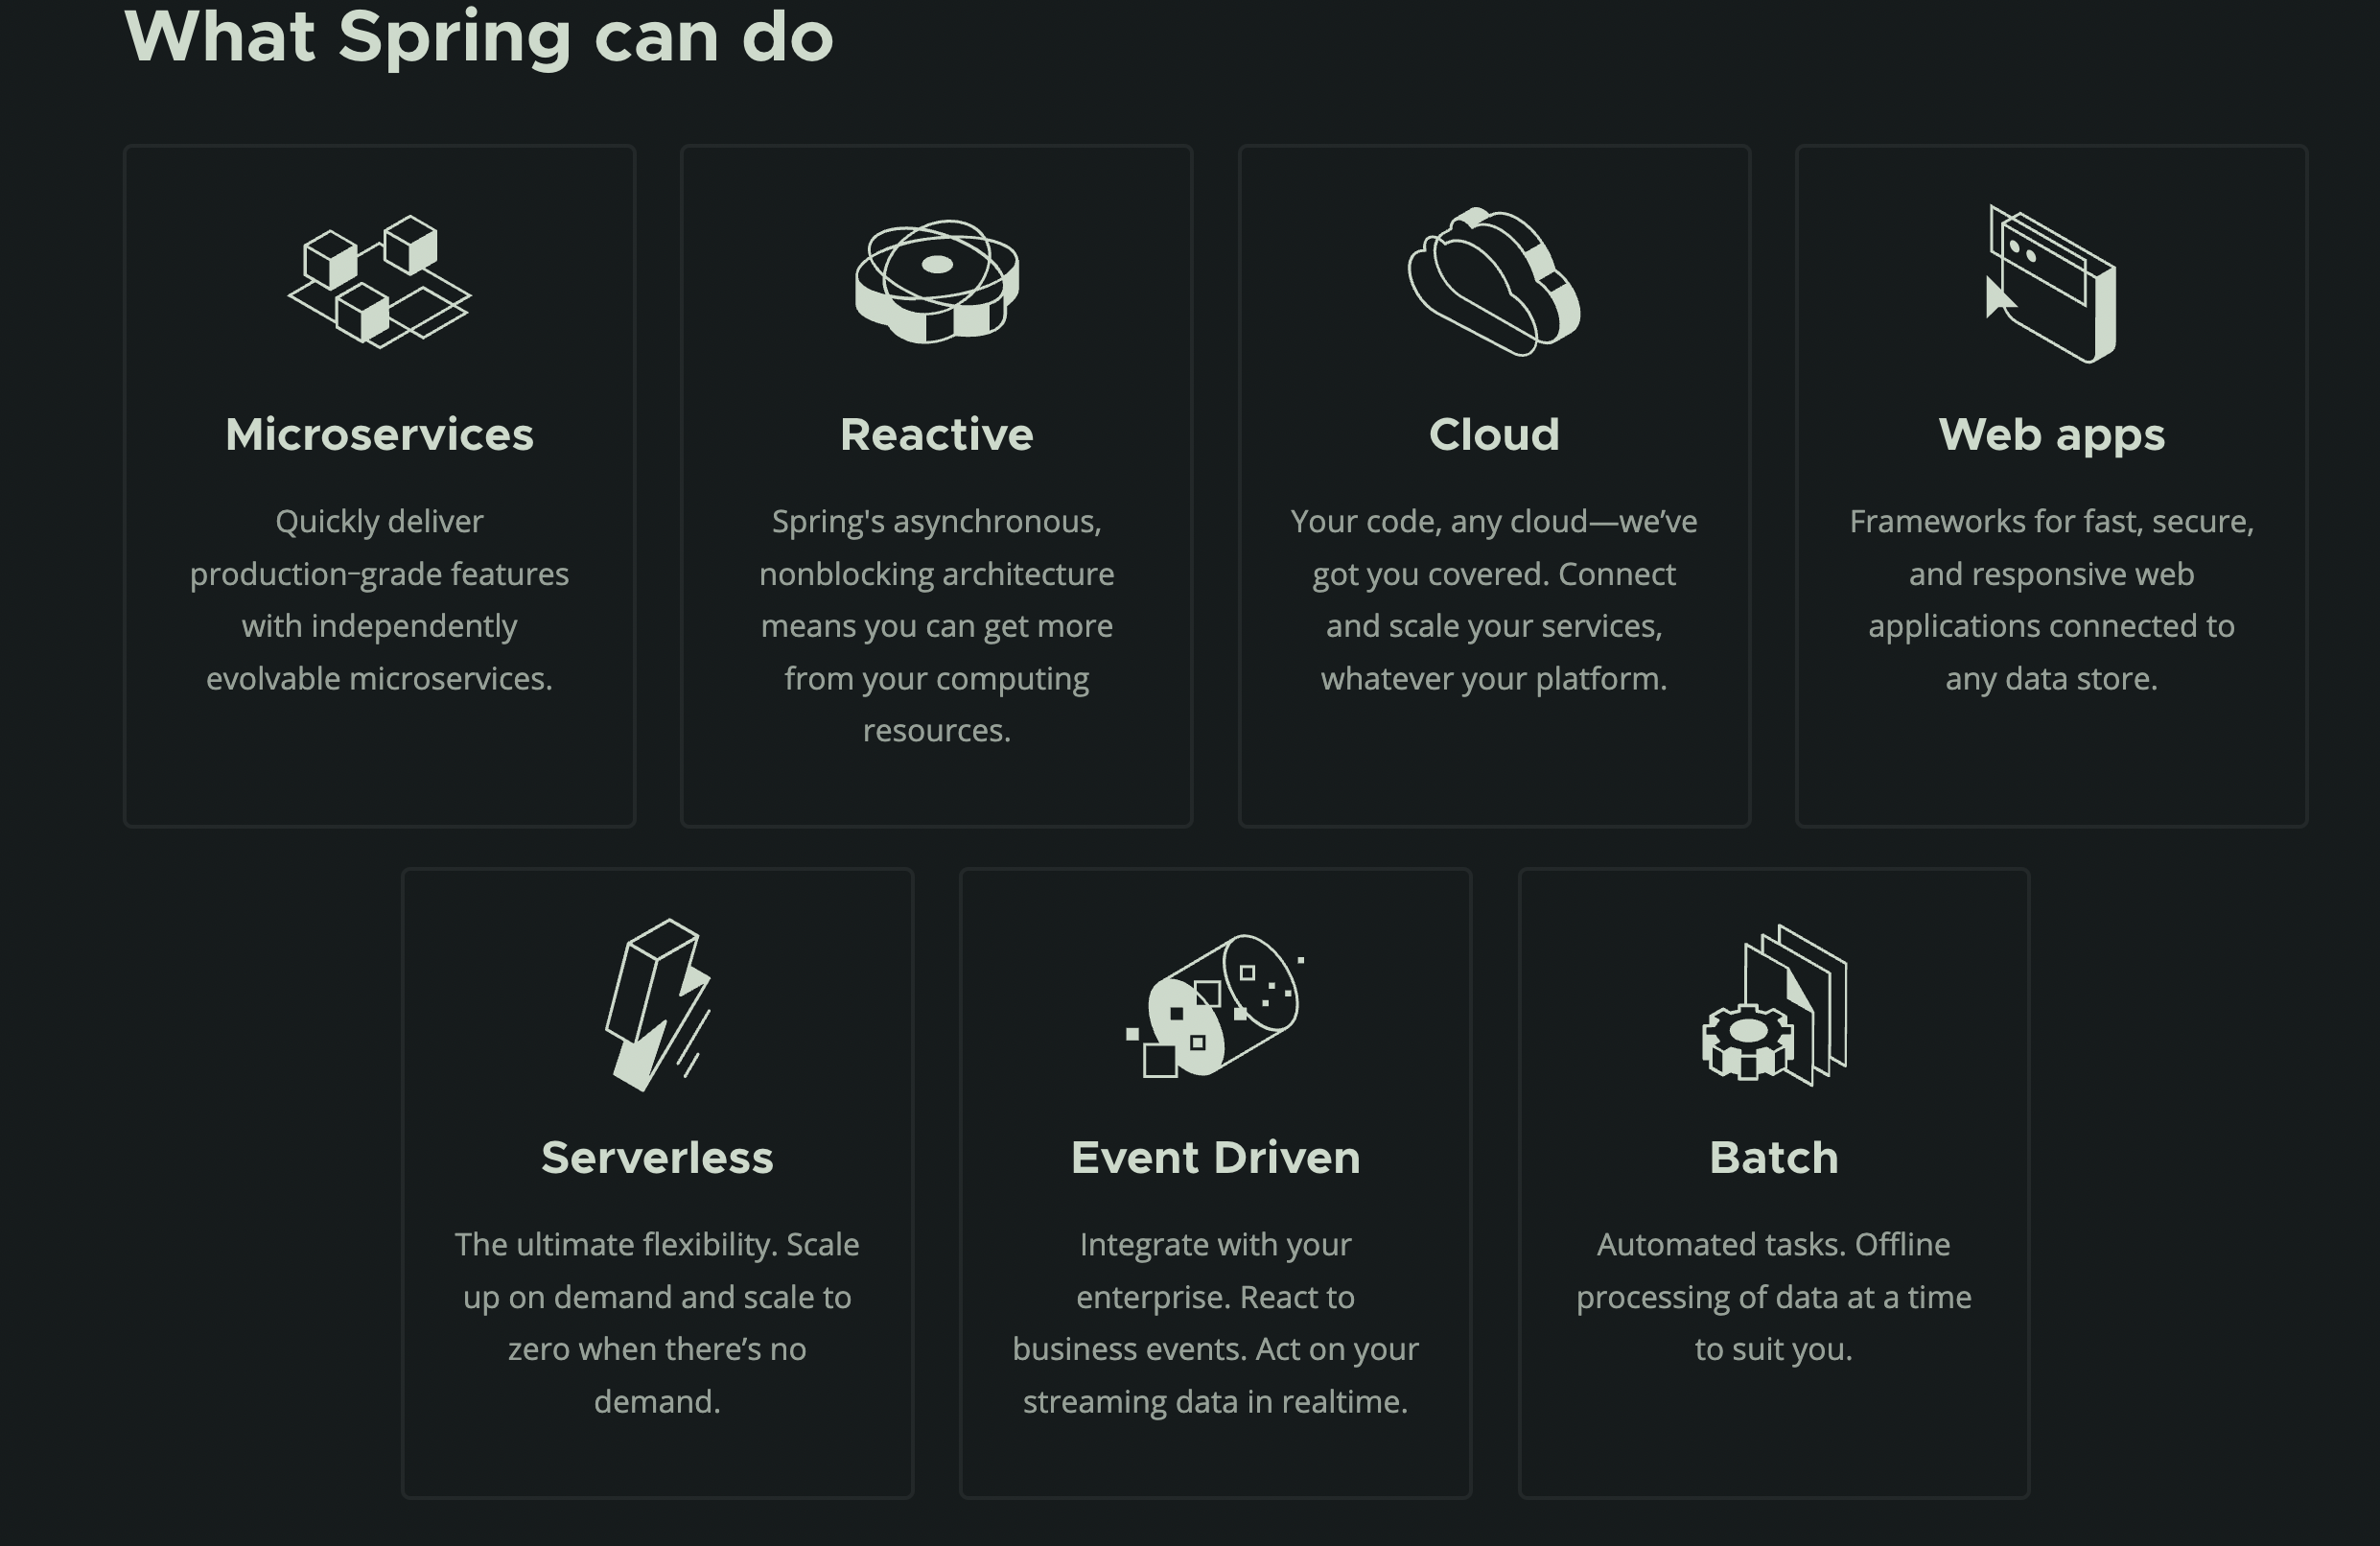 What Spring can do
Microservices
Quickly deliver
production–grade features
with independently
evolvable microservices.
Reactive
Spring's asynchronous,
nonblocking architecture
means you can get more
from your computing
resources.
Cloud
Your code, any cloud—we’ve
got you covered. Connect
and scale your services,
whatever your platform.
Web apps
Frameworks for fast, secure,
and responsive web
applications connected to
any data store.
Serverless
The ultimate flexibility. Scale
up on demand and scale to
zero when there’s no
demand.
Event Driven
Integrate with your
enterprise. React to
business events. Act on your
streaming data in realtime.
Batch
Automated tasks. Offline
processing of data at a time
to suit you.